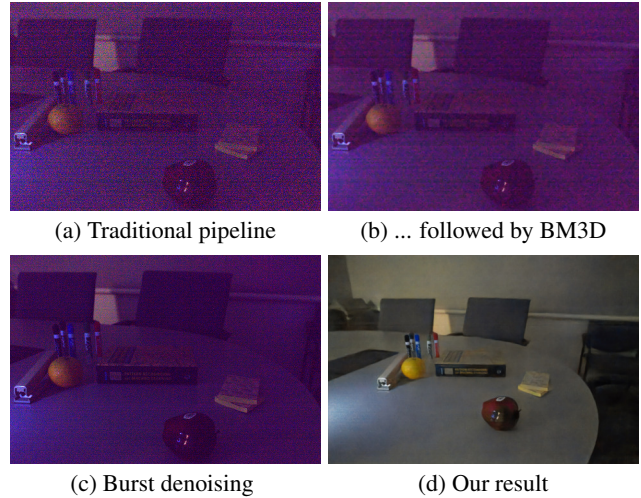 (a) Traditional pipeline
(b) ... followed by BM3D
(c) Burst denoising
(d) Our result